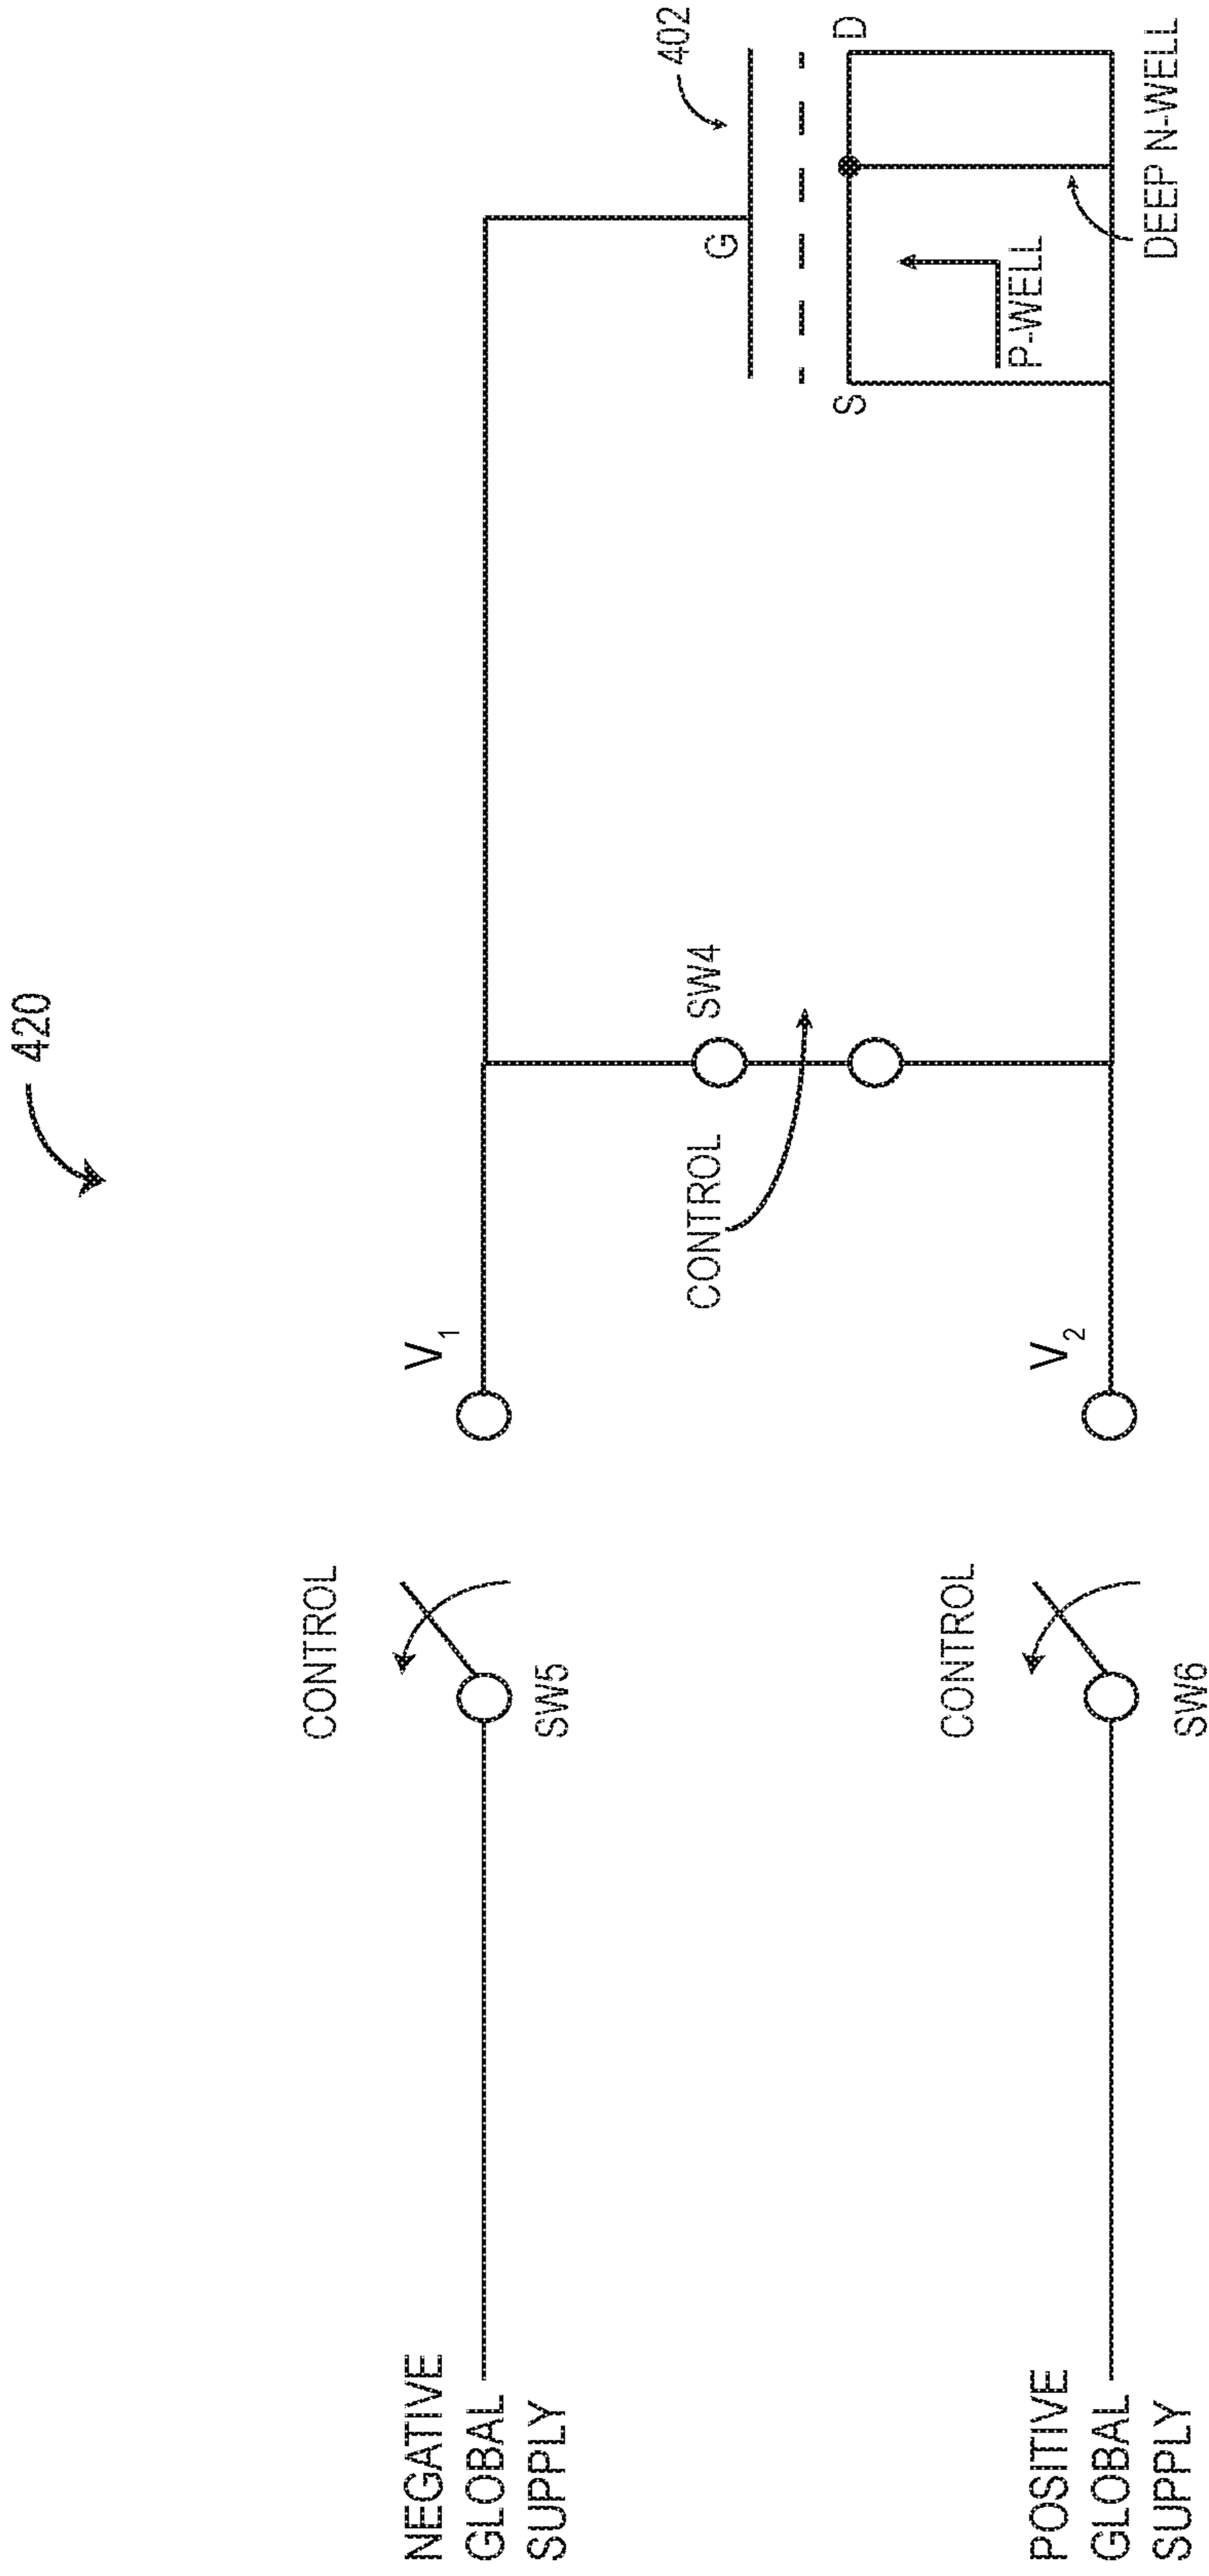 420
NEGATIVE
GLOBAL
SUPPLY
CONTROL
SW5
V1
CONTROL
SW4
402
G
S
D
P-WELL
DEEP N-WELL
POSITIVE
GLOBAL
SUPPLY
CONTROL
SW6
V2